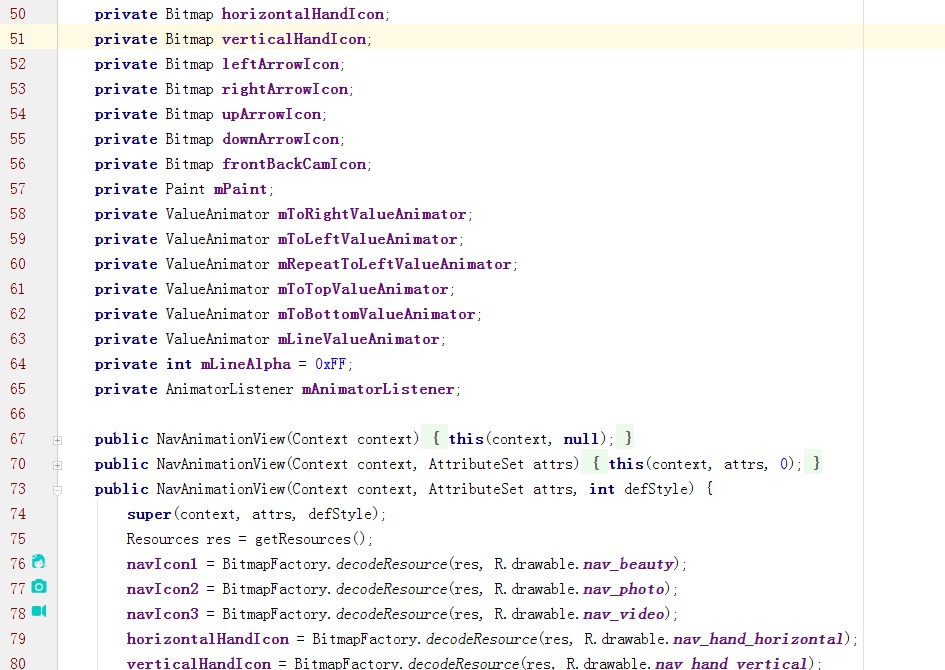 50 private Bitmap horizontalHandIcon;
51 private Bitmap verticalHandIcon;
52 private Bitmap leftArrowIcon;
53 private Bitmap rightArrowIcon;
54 private Bitmap upArrowIcon;
55 private Bitmap downArrowIcon;
56 private Bitmap frontBackCamIcon;
57 private Paint mPaint;
58 private ValueAnimator mToRightValueAnimator;
59 private ValueAnimator mToLeftValueAnimator;
60 private ValueAnimator mRepeatToLeftValueAnimator;
61 private ValueAnimator mToTopValueAnimator;
62 private ValueAnimator mToBottomValueAnimator;
63 private ValueAnimator mLineValueAnimator;
64 private int mLineAlpha = 0xFF;
65 private AnimatorListener mAnimatorListener;
66
67 public NavAnimationView(Context context) { this(context, null); }
70 public NavAnimationView(Context context, AttributeSet attrs) { this(context, attrs, 0); }
73 public NavAnimationView(Context context, AttributeSet attrs, int defStyle) {
74 super(context, attrs, defStyle);
75 Resources res = getResources();
76 navIcon1 = BitmapFactory.decodeResource(res, R.drawable.nav_beauty);
77 navIcon2 = BitmapFactory.decodeResource(res, R.drawable.nav_photo);
78 navIcon3 = BitmapFactory.decodeResource(res, R.drawable.nav_video);
79 horizontalHandIcon = BitmapFactory.decodeResource(res, R.drawable.nav_hand_horizontal);
80 verticalHandIcon = BitmapFactory.decodeResource(res, R.drawable.nav_hand_vertical);